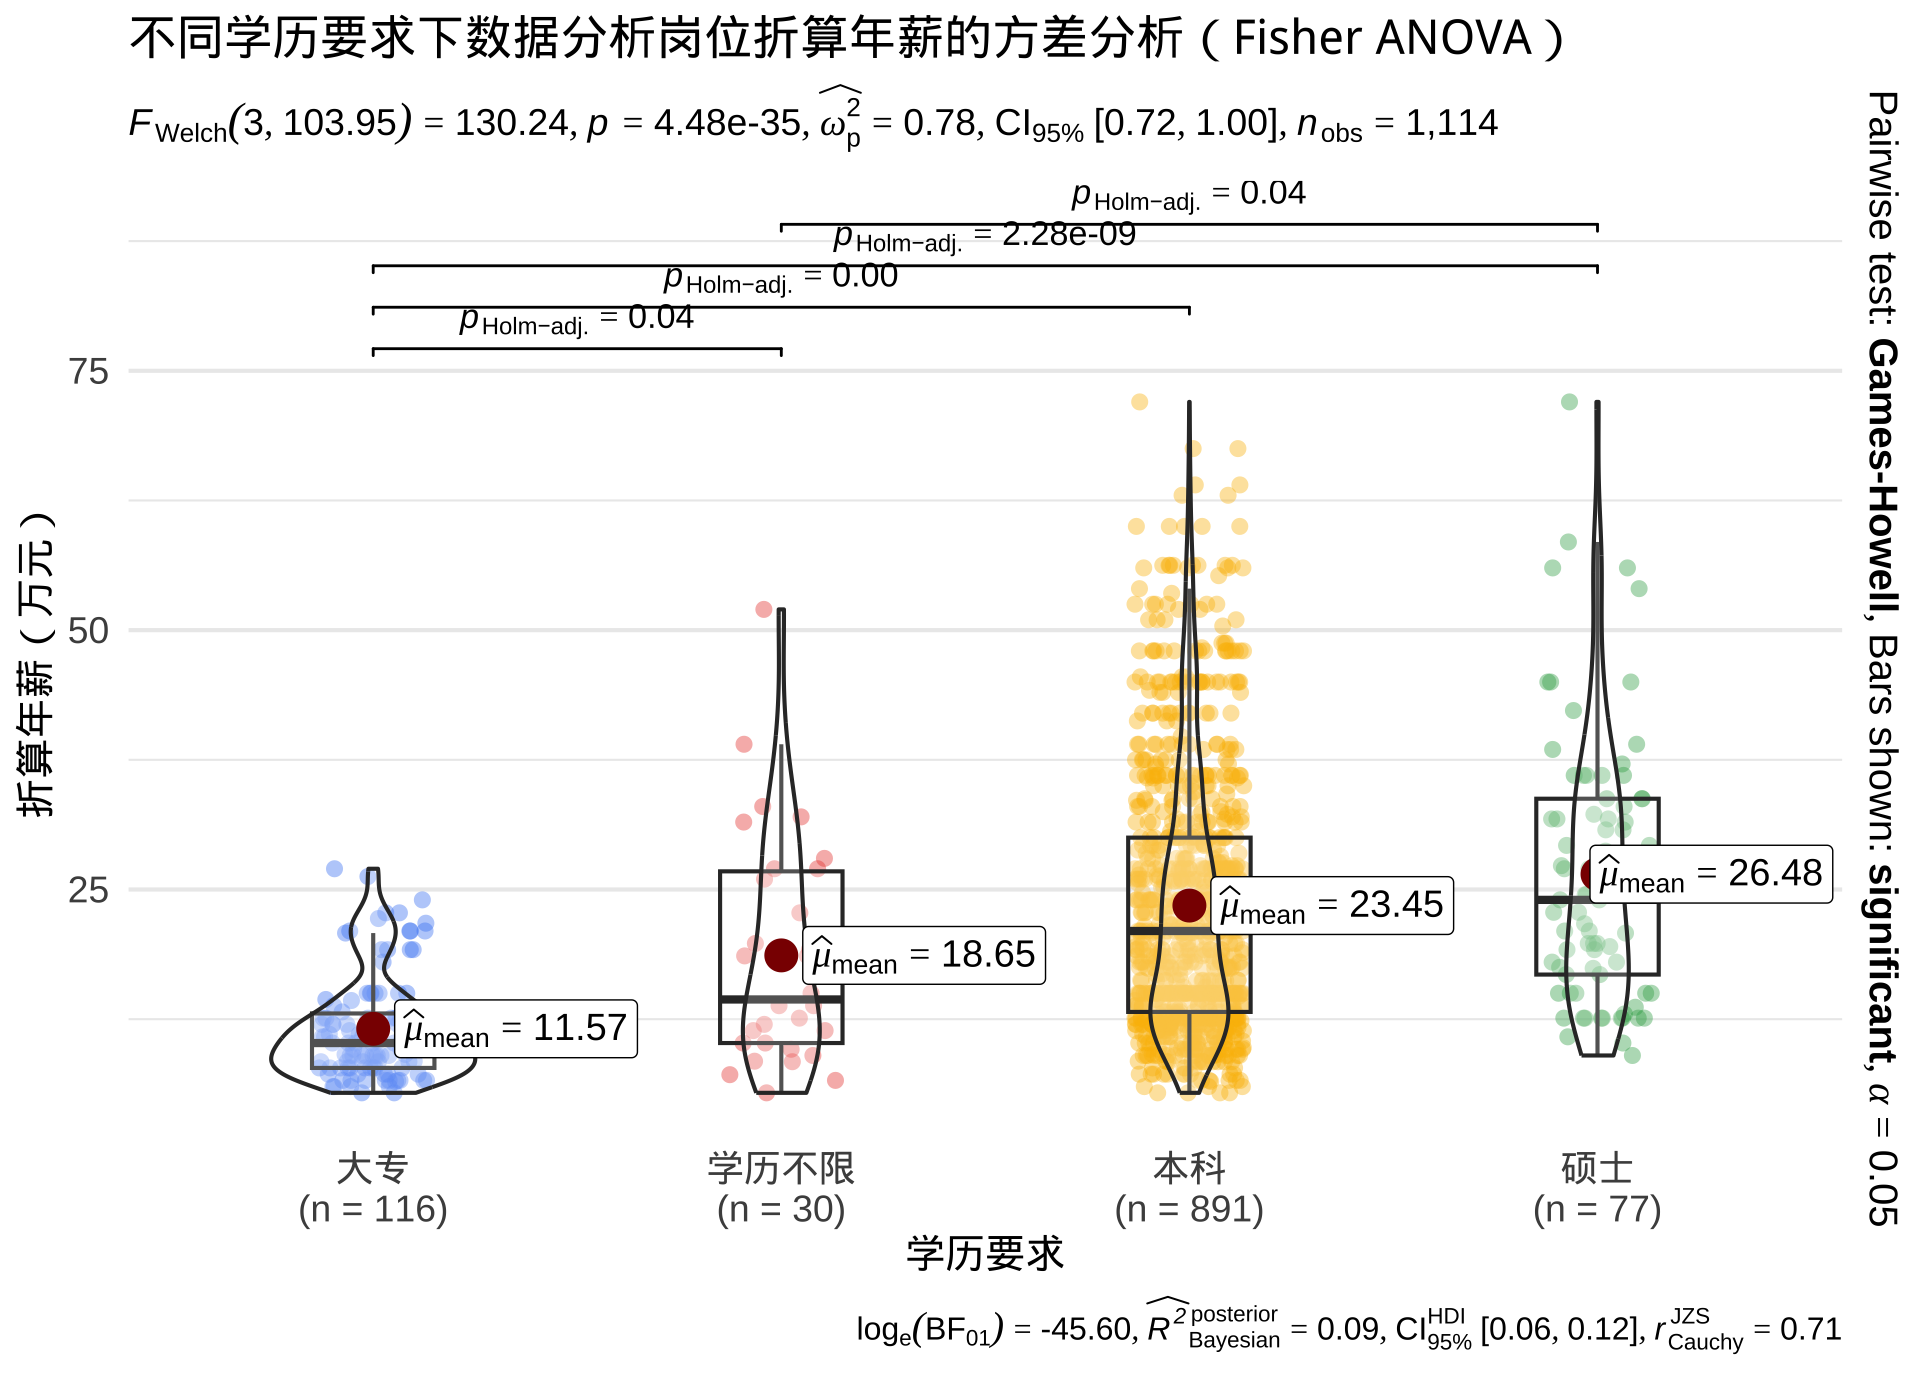 不同学历要求下数据分析岗位折算年薪的方差分析（Fisher ANOVA）
F Welch(3, 103.95) = 130.24, p = 4.48e-35, ω̂²p = 0.78, CI95% [0.72, 1.00], nobs = 1,114
pHolm−adj. = 0.04
pHolm−adj. = 2.28e-09
pHolm−adj. = 0.00
pHolm−adj. = 0.04
75
50
25
折算年薪（万元）
μ̂mean = 11.57
μ̂mean = 18.65
μ̂mean = 23.45
μ̂mean = 26.48
大专
(n = 116)
学历不限
(n = 30)
本科
(n = 891)
硕士
(n = 77)
学历要求
Pairwise test: Games-Howell, Bars shown: significant, α = 0.05
loge(BF01) = -45.60, R̂² posterior Bayesian = 0.09, CI HDI 95% [0.06, 0.12], r JZS Cauchy = 0.71